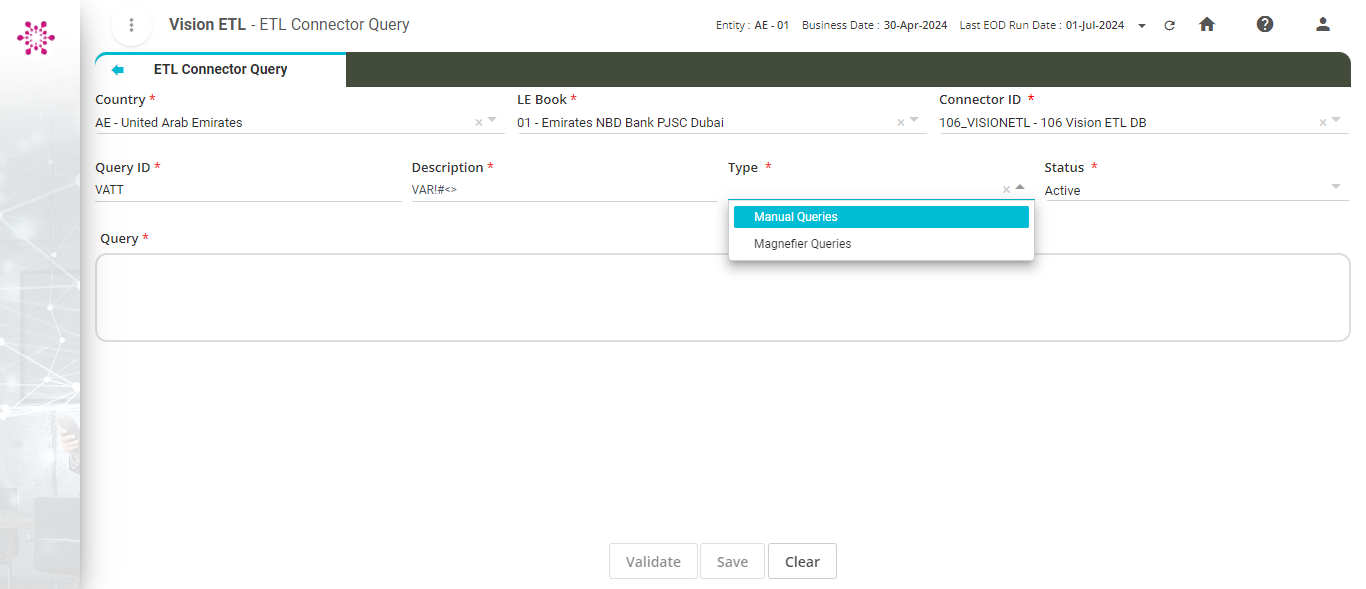 Vision ETL - ETL Connector Query Entity : AE - 01 Business Date : 30-Apr-2024 Last EOD Run Date : 01-Jul-2024
ETL Connector Query
Country * LE Book * Connector ID *
AE - United Arab Emirates 01 - Emirates NBD Bank PJSC Dubai 106_VISIONETL - 106 Vision ETL DB
Query ID * Description * Type * Status *
VATT VAR!#<> Active
Manual Queries
Magnefier Queries
Query *
Validate Save Clear